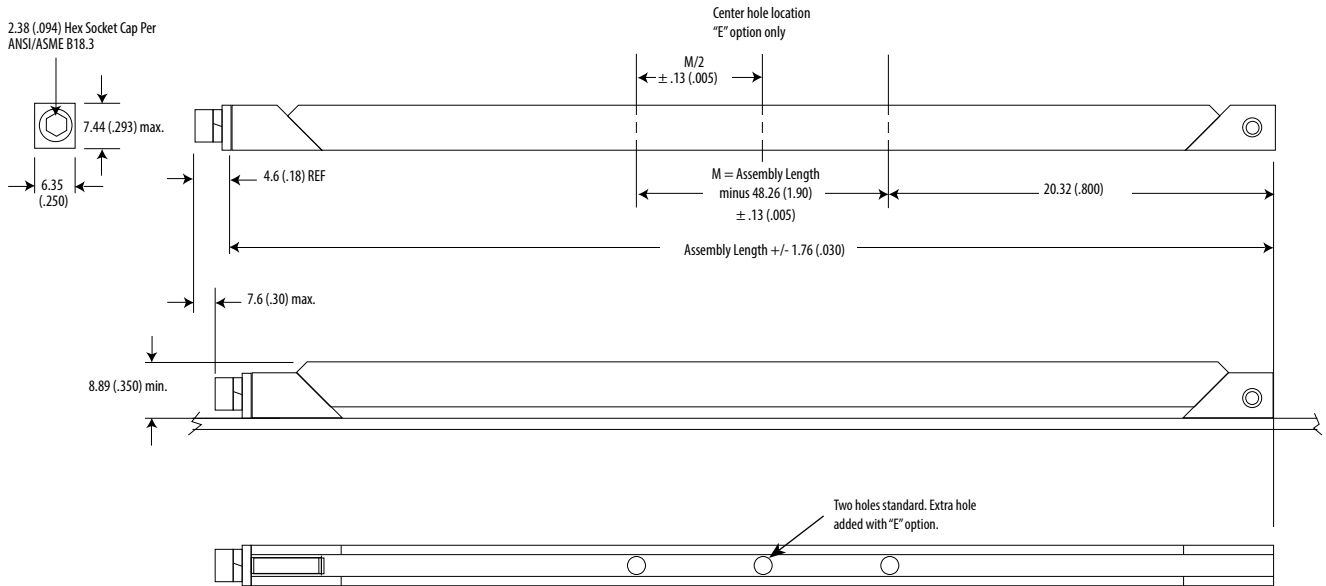 2.38 (.094) Hex Socket Cap Per
ANSI/ASME B18.3
Center hole location
“E” option only
M/2
± .13 (.005)
7.44 (.293) max.
6.35
(.250)
4.6 (.18) REF
M = Assembly Length
minus 48.26 (1.90)
± .13 (.005)
20.32 (.800)
Assembly Length +/- 1.76 (.030)
7.6 (.30) max.
8.89 (.350) min.
Two holes standard. Extra hole
added with “E” option.